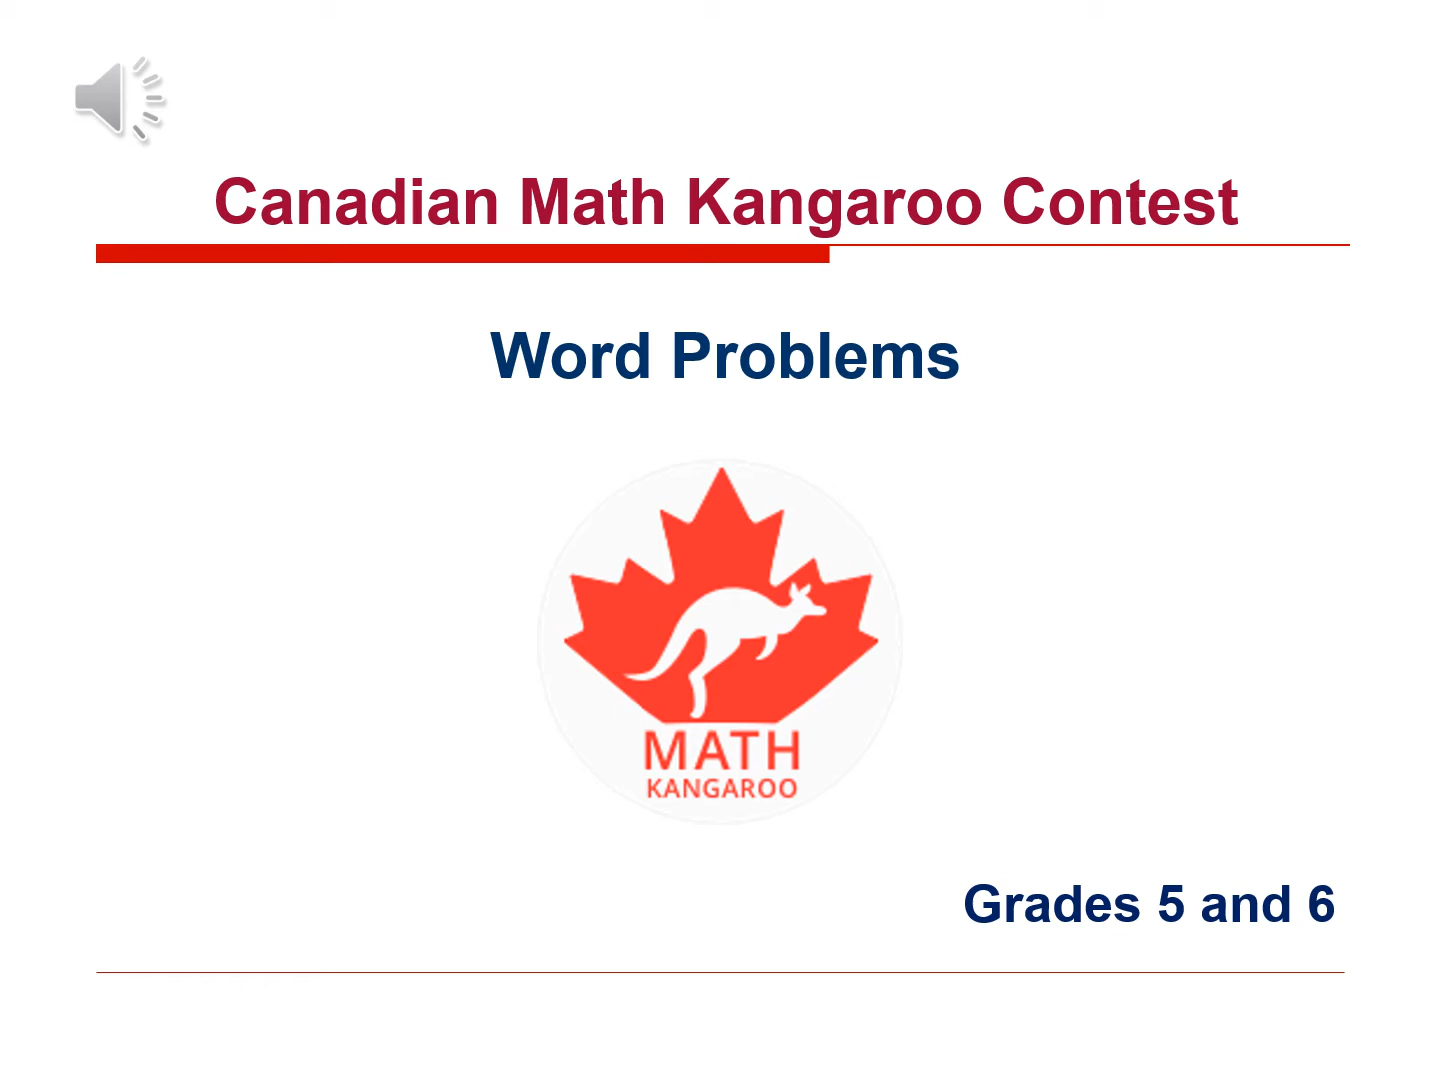 Canadian Math Kangaroo Contest
Word Problems
MATH
KANGAROO
Grades 5 and 6